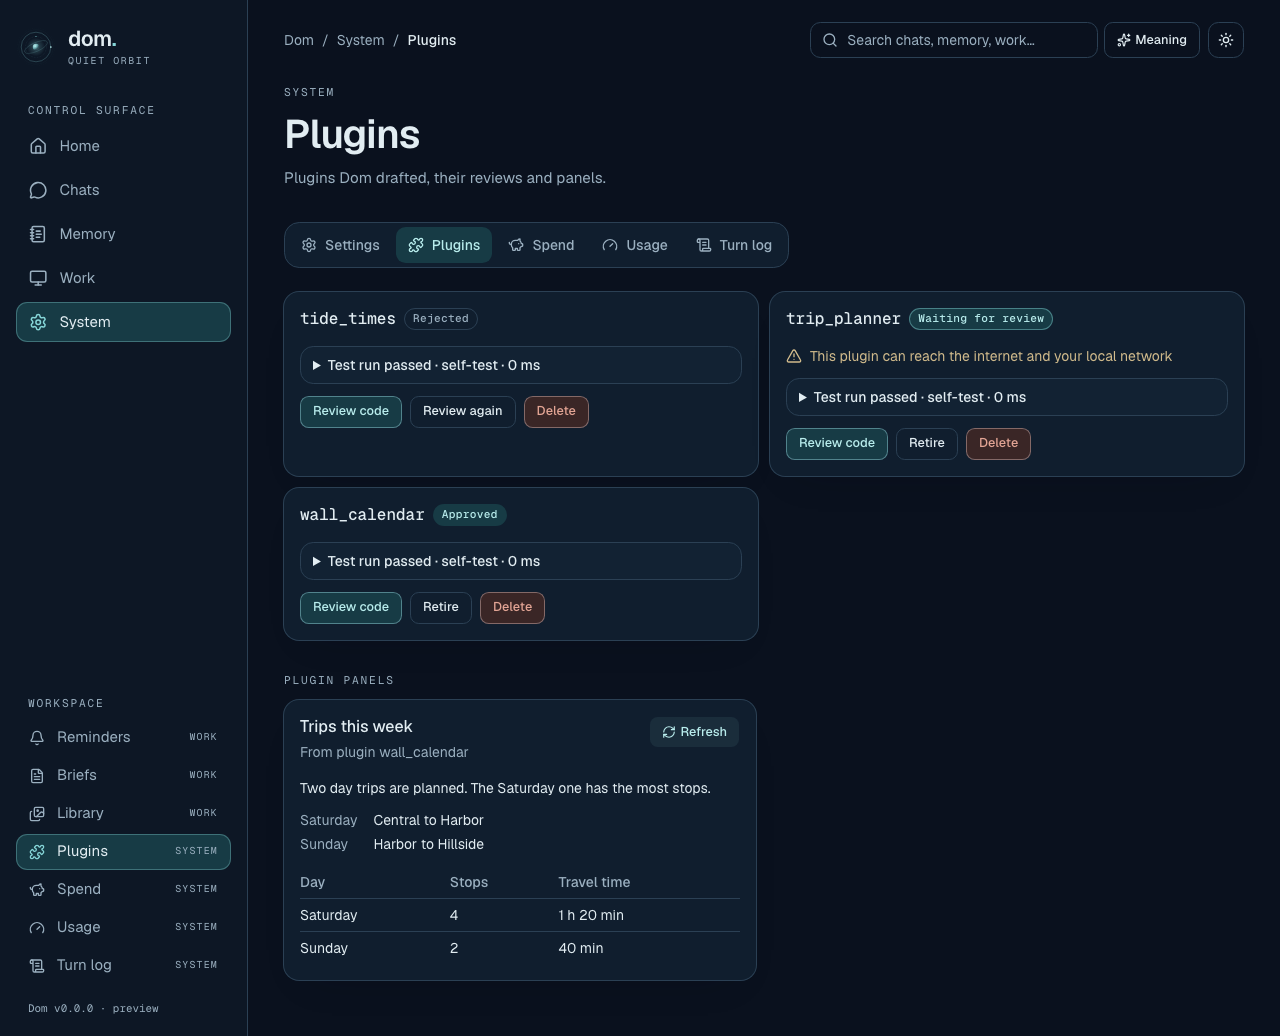 dom.
QUIET ORBIT
CONTROL SURFACE
Home
Chats
Memory
Work
System
WORKSPACE
Reminders WORK
Briefs WORK
Library WORK
Plugins SYSTEM
Spend SYSTEM
Usage SYSTEM
Turn log SYSTEM
Dom v0.0.0 · preview
Dom / System / Plugins
Search chats, memory, work…
Meaning
SYSTEM
Plugins
Plugins Dom drafted, their reviews and panels.
Settings Plugins Spend Usage Turn log
tide_times Rejected
Test run passed · self-test · 0 ms
Review code Review again Delete
trip_planner Waiting for review
This plugin can reach the internet and your local network
Test run passed · self-test · 0 ms
Review code Retire Delete
wall_calendar Approved
Test run passed · self-test · 0 ms
Review code Retire Delete
PLUGIN PANELS
Trips this week
Refresh
From plugin wall_calendar
Two day trips are planned. The Saturday one has the most stops.
Saturday Central to Harbor
Sunday Harbor to Hillside
Day Stops Travel time
Saturday 4 1 h 20 min
Sunday 2 40 min